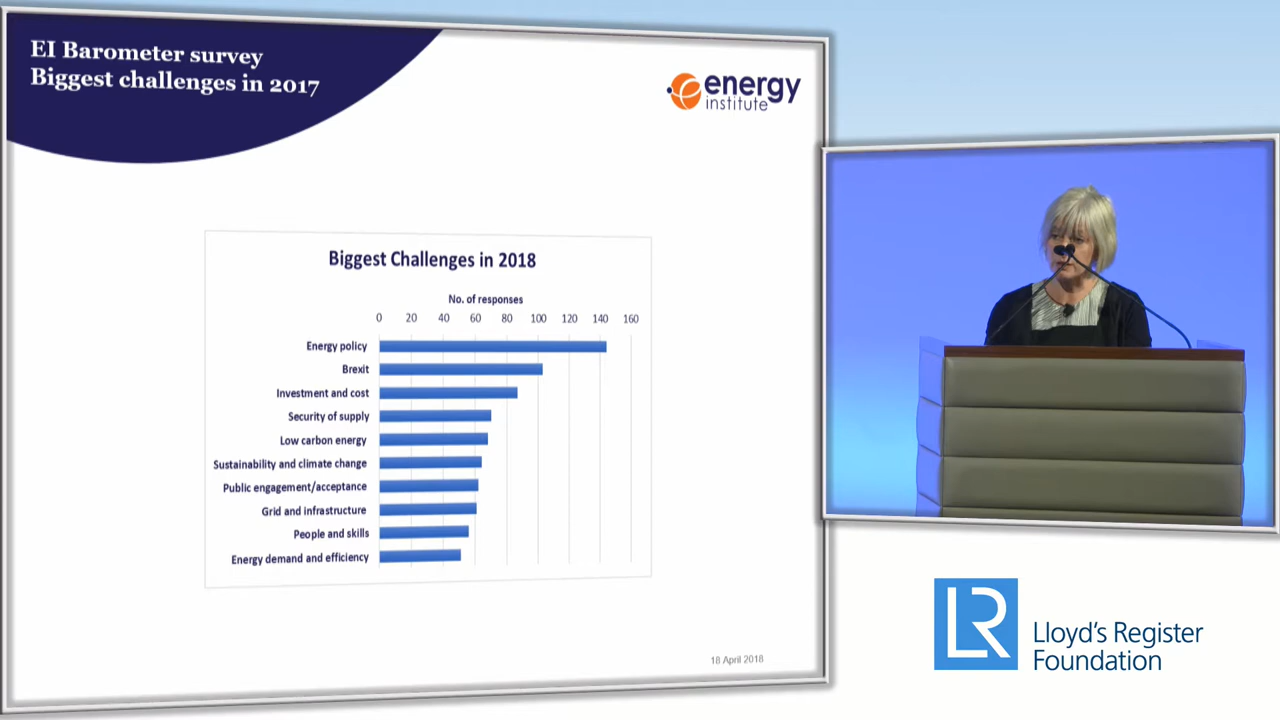 EI Barometer survey
Biggest challenges in 2017
energy
institute
Biggest Challenges in 2018
No. of responses
0 20 40 60 80 100 120 140 160
Energy policy
Brexit
Investment and cost
Security of supply
Low carbon energy
Sustainability and climate change
Public engagement/acceptance
Grid and infrastructure
People and skills
Energy demand and efficiency
18 April 2018
LR
Lloyd's Register
Foundation